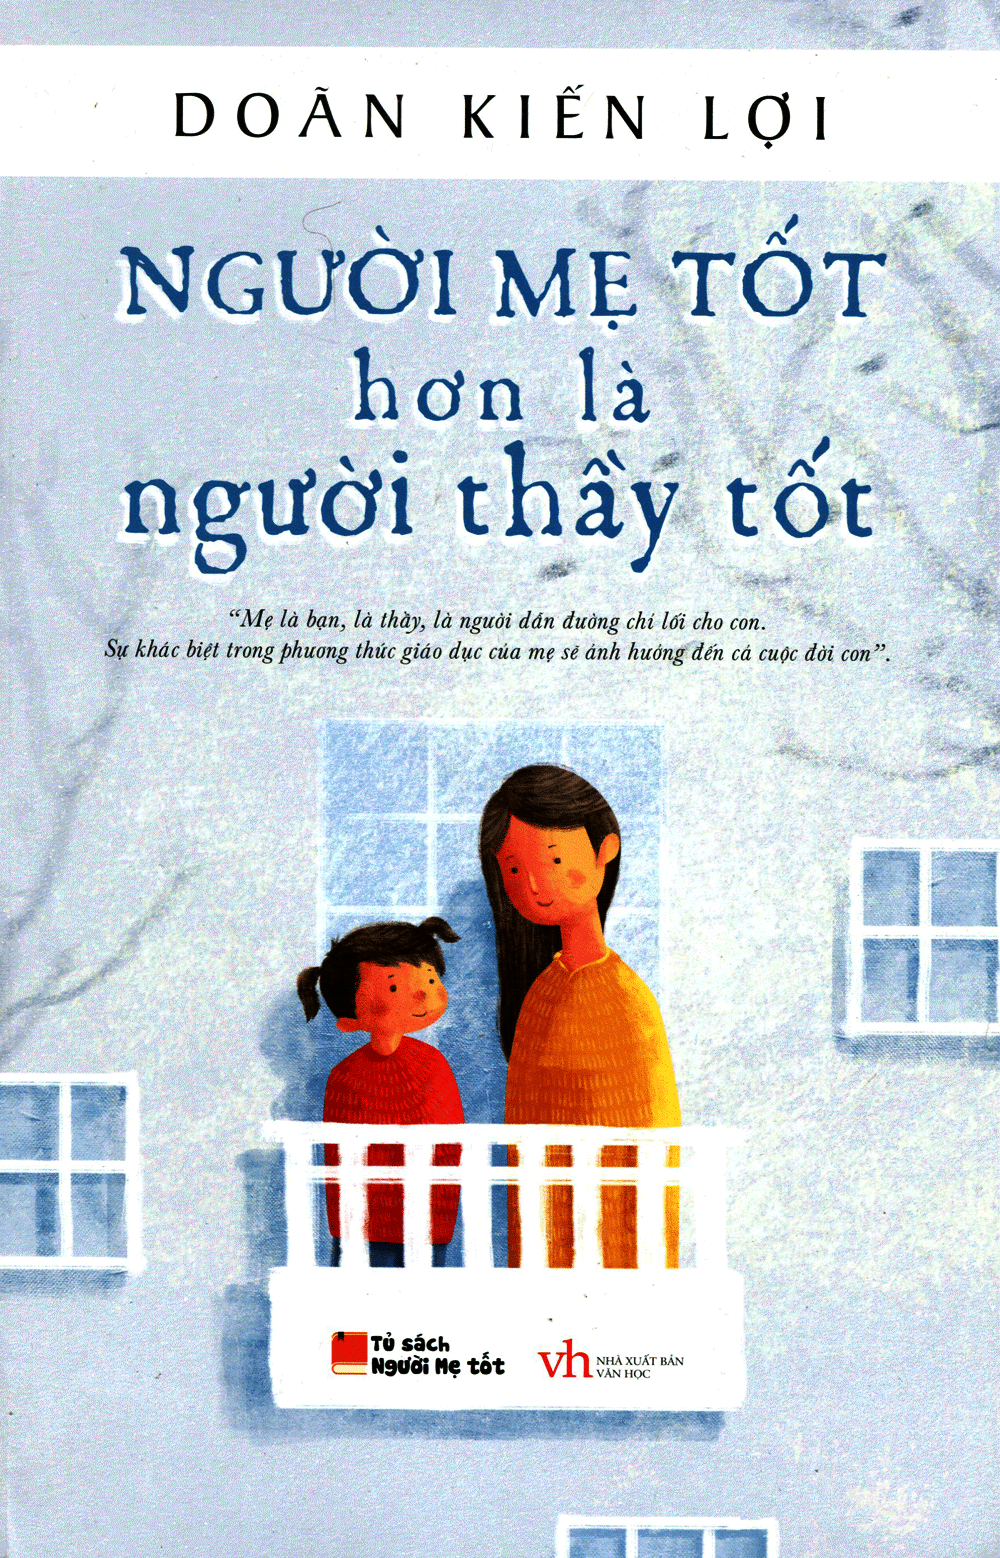 DOÃN KIẾN LỢI
NGƯỜI MẸ TỐT
hơn là
người thầy tốt
“Mẹ là bạn, là thầy, là người dẫn đường chỉ lối cho con.
Sự khác biệt trong phương thức giáo dục của mẹ sẽ ảnh hưởng đến cả cuộc đời con”.
Tủ sách
Người Mẹ tốt
vh
NHÀ XUẤT BẢN
VĂN HỌC